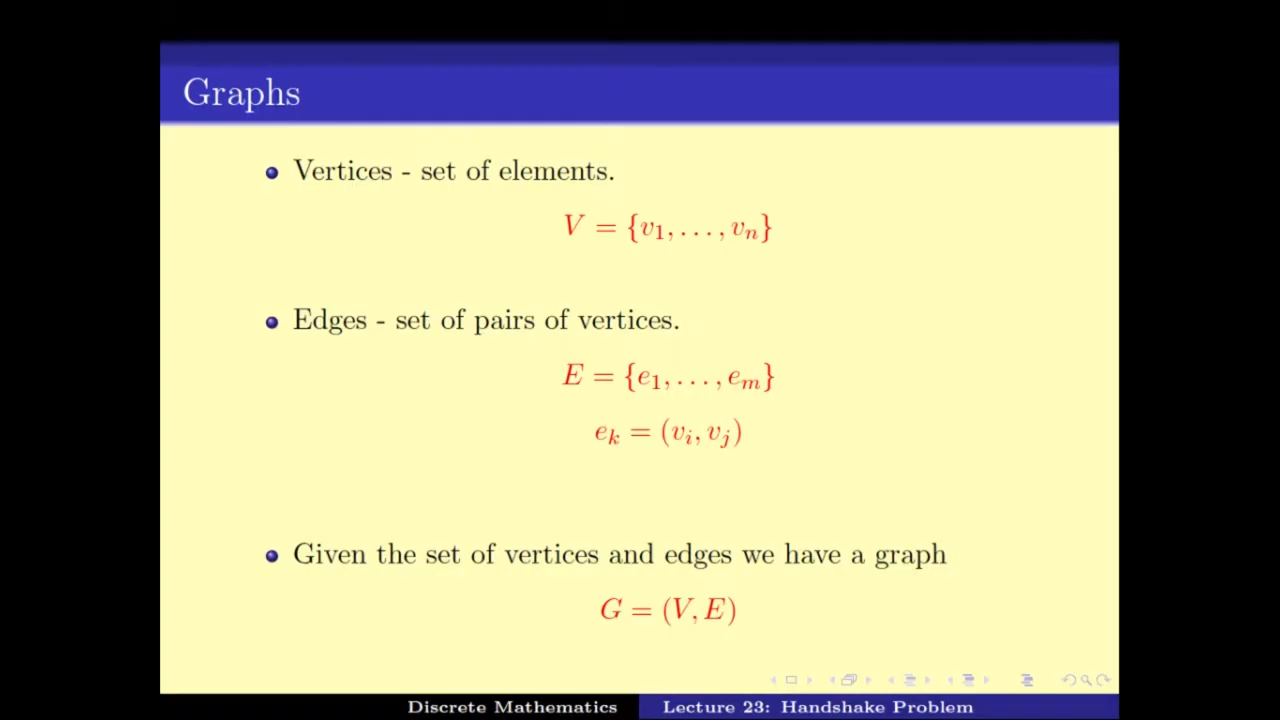 Graphs
Vertices - set of elements.
V = {v₁, . . . , vₙ}
Edges - set of pairs of vertices.
E = {e₁, . . . , eₘ}
eₖ = (vᵢ, vⱼ)
Given the set of vertices and edges we have a graph
G = (V, E)
Discrete Mathematics
Lecture 23: Handshake Problem